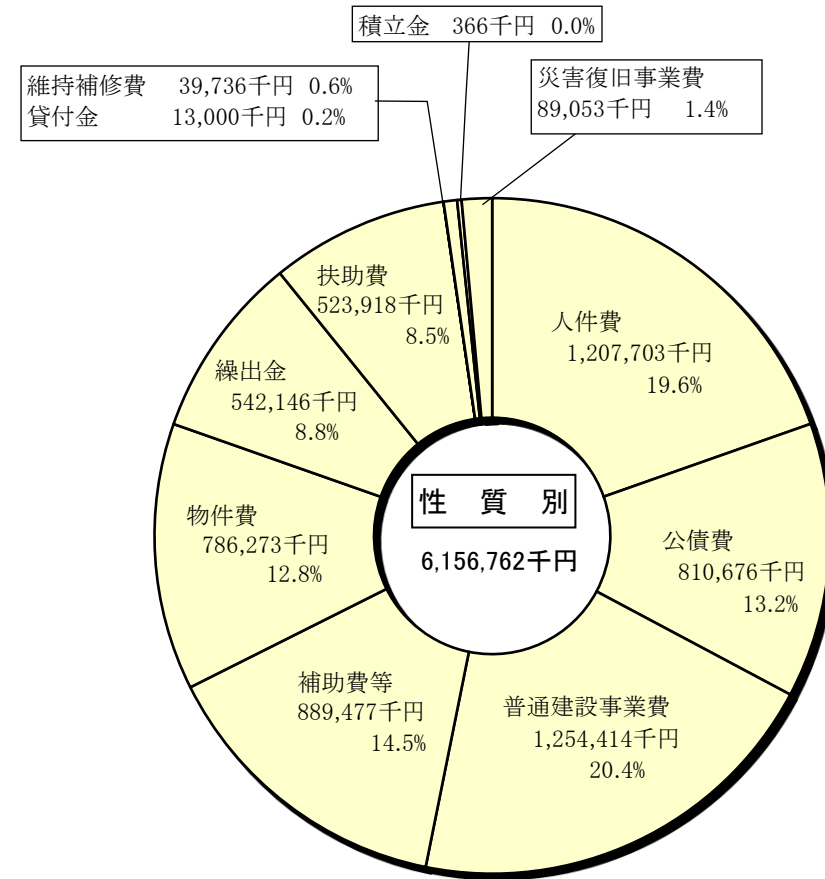 積立金 366千円 0.0%
維持補修費 39,736千円 0.6%
貸付金 13,000千円 0.2%
災害復旧事業費
89,053千円 1.4%
人件費
1,207,703千円
19.6%
公債費
810,676千円
13.2%
普通建設事業費
1,254,414千円
20.4%
補助費等
889,477千円
14.5%
物件費
786,273千円
12.8%
繰出金
542,146千円
8.8%
扶助費
523,918千円
8.5%
性 質 別
6,156,762千円